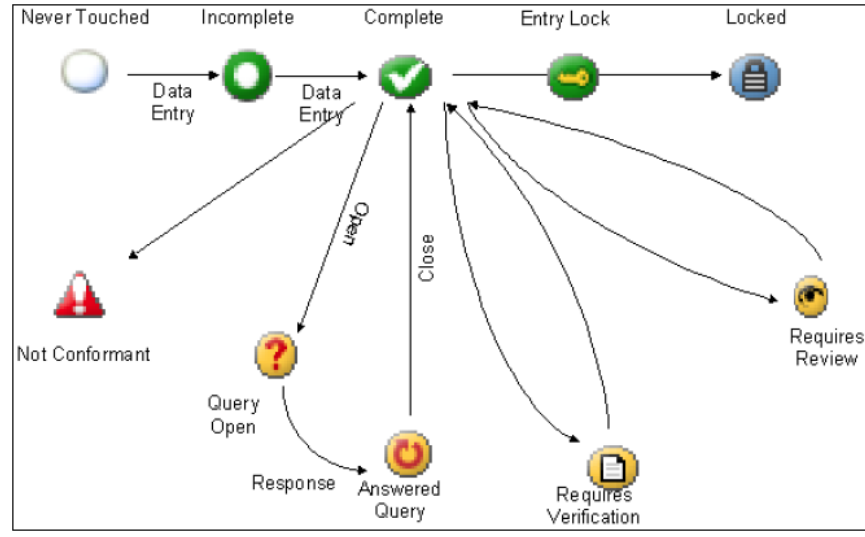 Never Touched
Incomplete
Complete
Entry Lock
Locked
Data
Entry
Data
Entry
Open
Close
Not Conformant
Requires
Review
Query
Open
Response
Answered
Query
Requires
Verification